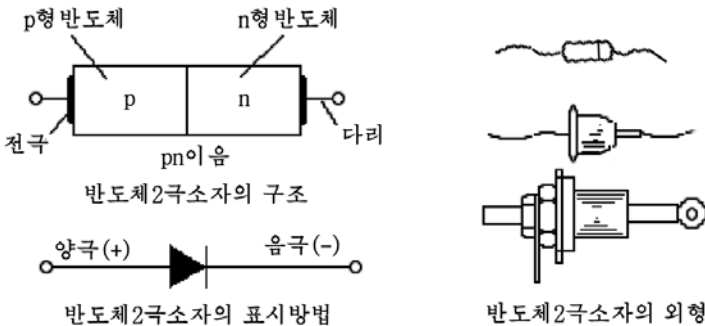 p형반도체
n형반도체
p
n
전극
다리
pn이음
반도체2극소자의 구조
양극(+)
음극(-)
반도체2극소자의 표시방법
반도체2극소자의 외형